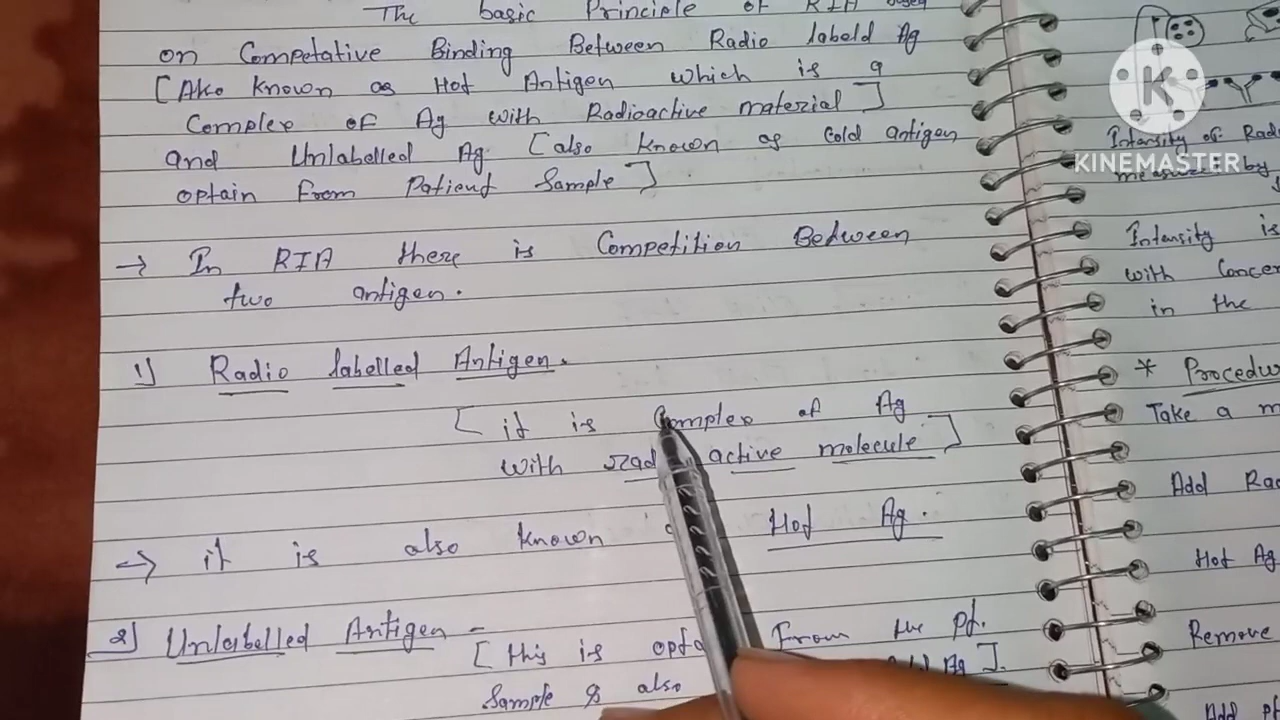 The basic Principle of RIA based
on Competative Binding Between Radio labeld Ag
[Also Known as Hot Antigen which is a
Complex of Ag with Radioactive material]
and Unlabelled Ag [also Known as Cold antigen
optain From Patient Sample]
→ In RIA there is Competition Between
two antigen.
1) Radio labelled Antigen.
[it is Complex of Ag
with active molecule]
→ it is also known Hot Ag.
2) Unlabelled Antigen -
[this is From the Pt.
Sample & also Ag].
KINEMASTER
Intensity of
by
Intensity is
with
in the
* 
Take a
Add
Hot Ag
Remove
Add